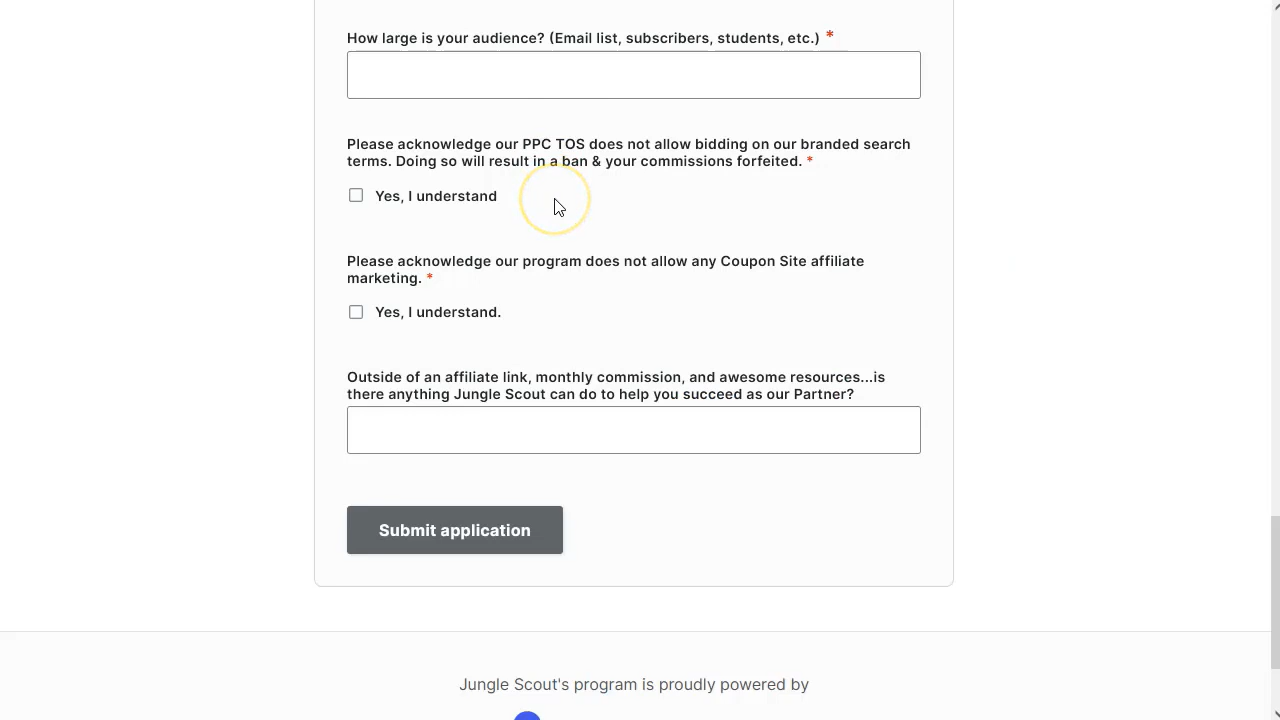 How large is your audience? (Email list, subscribers, students, etc.) *
Please acknowledge our PPC TOS does not allow bidding on our branded search
terms. Doing so will result in a ban & your commissions forfeited. *
Yes, I understand
Please acknowledge our program does not allow any Coupon Site affiliate
marketing. *
Yes, I understand.
Outside of an affiliate link, monthly commission, and awesome resources...is
there anything Jungle Scout can do to help you succeed as our Partner?
Submit application
Jungle Scout's program is proudly powered by